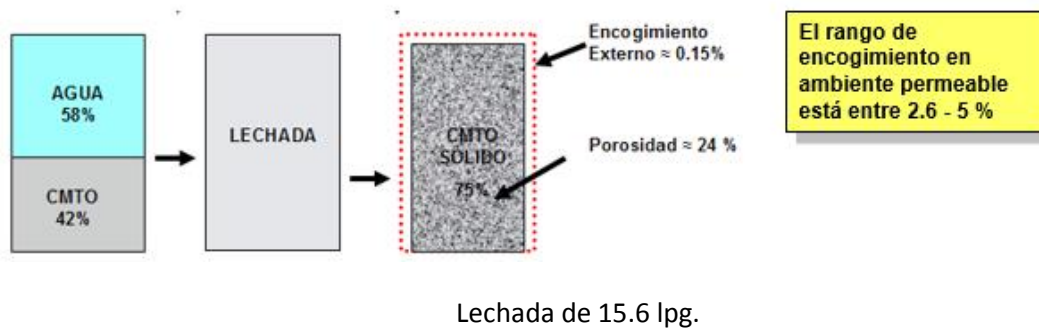 AGUA
58%
CMTO
42%
LECHADA
CMTO
SÓLIDO
75%
Encogimiento
Externo ≈ 0.15%
Porosidad ≈ 24 %
El rango de
encogimiento en
ambiente permeable
está entre 2.6 - 5 %
Lechada de 15.6 lpg.